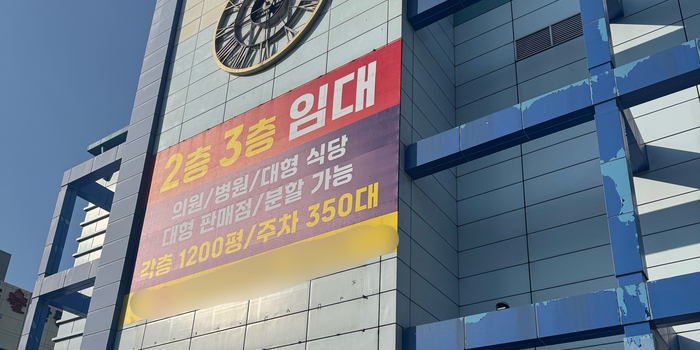 2층 3층 임대
의원/병원/대형 식당
대형 판매점/분할 가능
각층 1200평/주차 350대